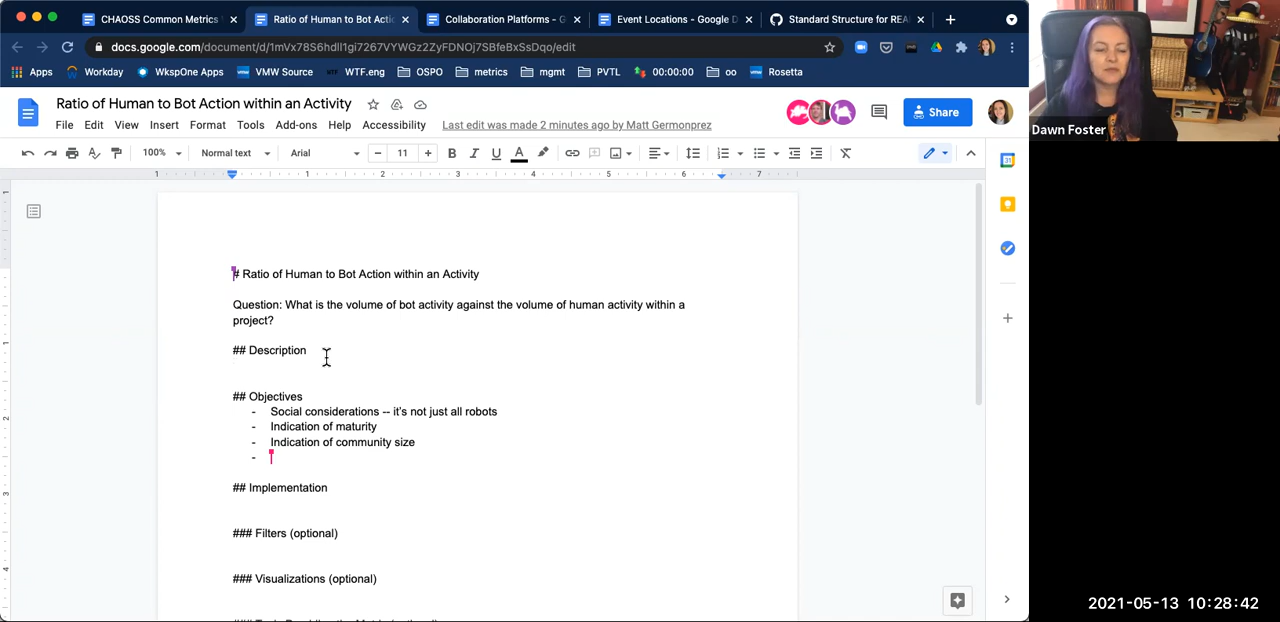 CHAOSS Common Metrics
Ratio of Human to Bot Acti
Collaboration Platforms - G
Event Locations - Google D
Standard Structure for REA
docs.google.com/document/d/1mVx78S6hdlI1gi7267VYWGz2ZyFDNOj7SBfeBxSsDqo/edit
Apps
Workday
WkspOne Apps
VMW Source
WTF.eng
OSPO
metrics
mgmt
PVTL
00:00:00
oo
Rosetta
Ratio of Human to Bot Action within an Activity
File Edit View Insert Format Tools Add-ons Help Accessibility Last edit was made 2 minutes ago by Matt Germonprez
Share
100% Normal text Arial 11
# Ratio of Human to Bot Action within an Activity
Question: What is the volume of bot activity against the volume of human activity within a
project?
## Description
## Objectives
- Social considerations -- it's not just all robots
- Indication of maturity
- Indication of community size
-
## Implementation
### Filters (optional)
### Visualizations (optional)
Dawn Foster
2021-05-13 10:28:42